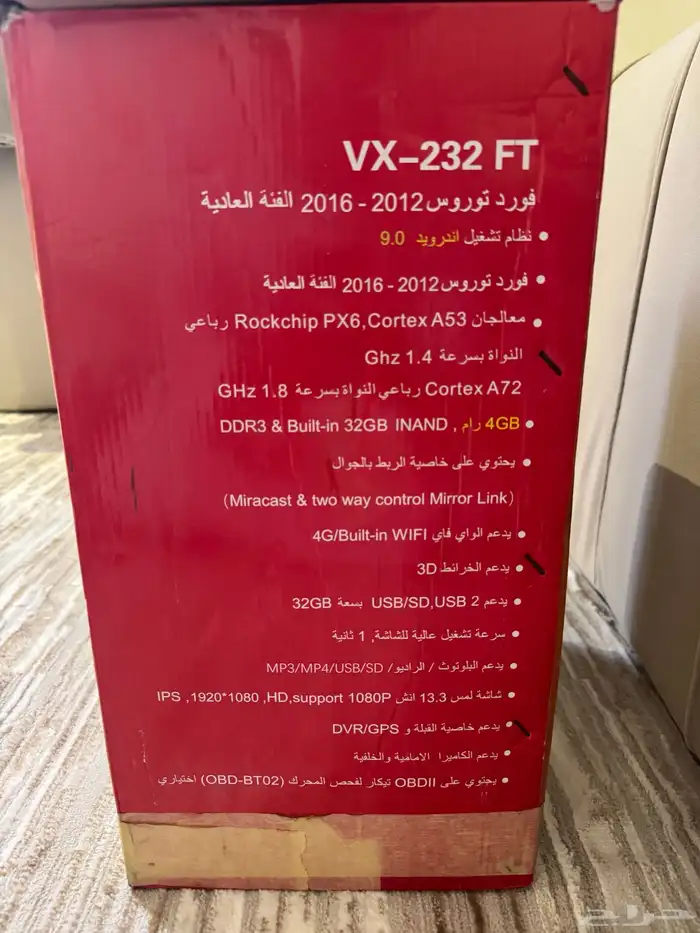 VX-232 FT
فورد توروس 2012 - 2016 الفئة العادية
● نظام تشغيل اندرويد 9.0
● فورد توروس 2012 - 2016 الفئة العادية
● معالجان Rockchip PX6,Cortex A53 رباعي
النواة بسرعة 1.4 Ghz
Cortex A72 رباعي النواة بسرعة 1.8 GHz
● 4GB رام , DDR3 & Built-in 32GB INAND
● يحتوي على خاصية الربط بالجوال
(Miracast & two way control Mirror Link)
● يدعم الواي فاي 4G/Built-in WIFI
● يدعم الخرائط 3D
● يدعم 2 USB/SD,USB بسعة 32GB
● سرعة تشغيل عالية للشاشة, 1 ثانية
● يدعم البلوتوث / الراديو/ MP3/MP4/USB/SD
● شاشة لمس 13.3 انش IPS ,1920*1080 ,HD,support 1080P
● يدعم خاصية القبلة و DVR/GPS
● يدعم الكاميرا الامامية والخلفية
● يحتوي على OBDII تيكار لفحص المحرك (OBD-BT02) اختياري
حراج